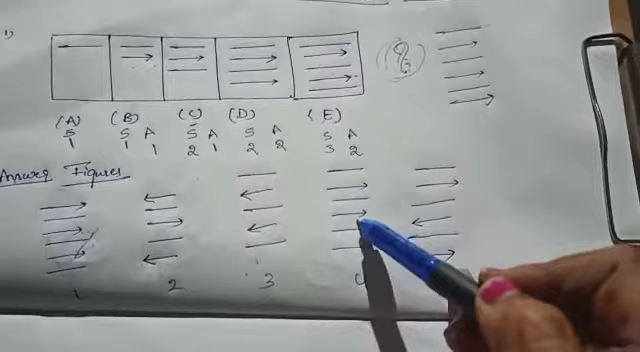 1)
(A) (B) (C) (D) (E)
S S A S A S A S A
1 1 1 2 1 2 2 3 2
Answer Figures
1 2 3 4